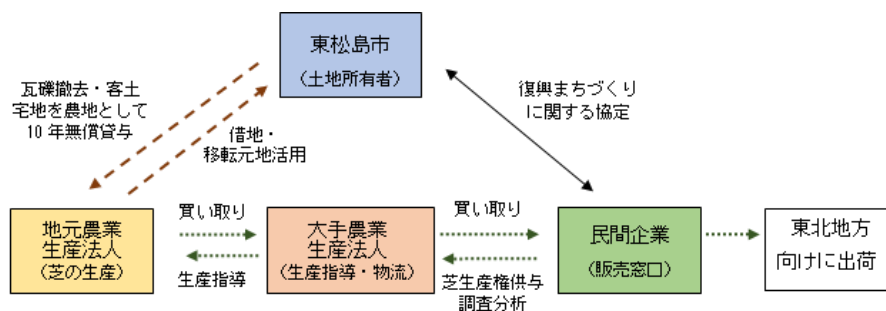 東松島市
（土地所有者）
瓦礫撤去・客土
宅地を農地として
10年無償貸与
借地・
移転元地活用
復興まちづくり
に関する協定
地元農業
生産法人
（芝の生産）
買い取り
生産指導
大手農業
生産法人
（生産指導・物流）
買い取り
芝生産権供与
調査分析
民間企業
（販売窓口）
東北地方
向けに出荷